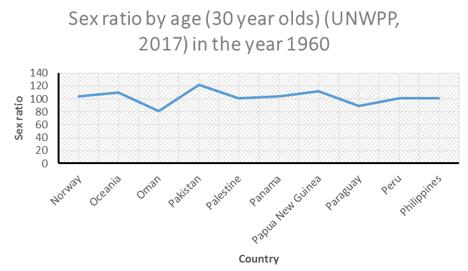 Sex ratio by age (30 year olds) (UNWPP,
2017) in the year 1960
140
120
100
80
60
40
20
0
Sex ratio
Norway
Oceania
Oman
Pakistan
Palestine
Panama
Papua New Guinea
Paraguay
Peru
Philippines
Country